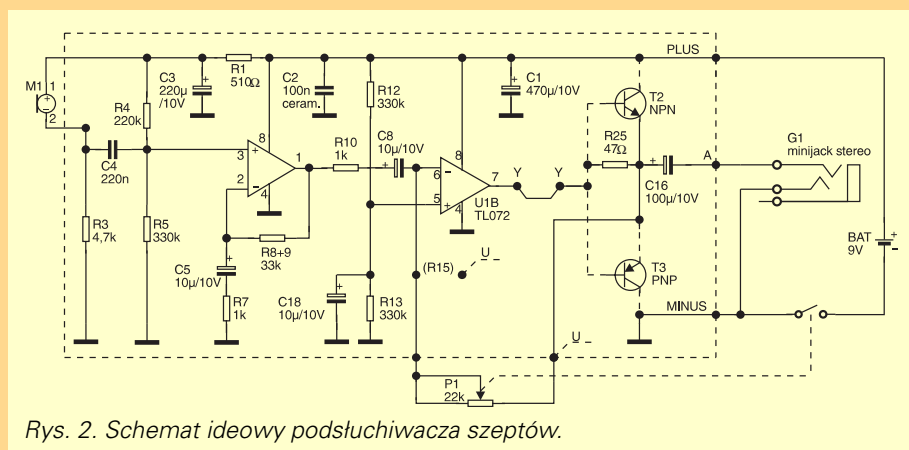 PLUS
M1
1
2
C3
220µ
/10V
+
R1
510Ω
C2
100n
ceram.
R12
330k
C1
470µ/10V
+
T2
NPN
R4
220k
C8
10µ/10V
+
R10
1k
R25
47Ω
G1
minijack stereo
C4
220n
3
+
8
1
2
-
4
6
-
8
7
5
+
4
U1B
TL072
Y
Y
+
A
C16
100µ/10V
BAT
9V
+
-
R3
4,7k
R5
330k
R8+9
33k
C5
10µ/10V
+
R7
1k
C18
10µ/10V
+
R13
330k
(R15)
U
T3
PNP
MINUS
U
P1
22k
Rys. 2. Schemat ideowy podsłuchiwacza szeptów.